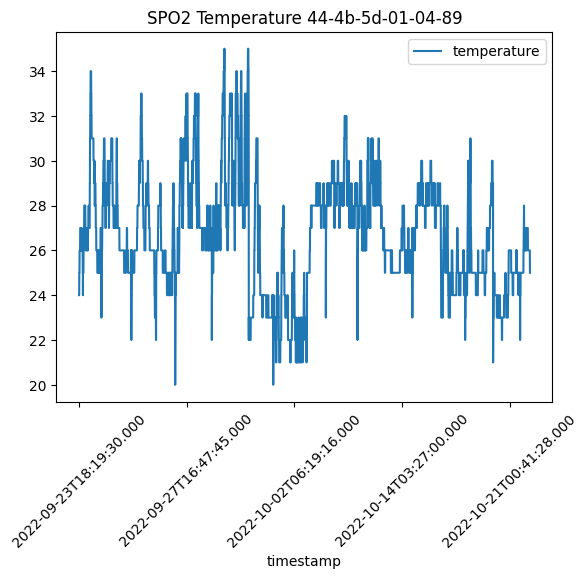 SPO2 Temperature 44-4b-5d-01-04-89
temperature
34
32
30
28
26
24
22
20
2022-09-23T18:19:30.000
2022-09-27T16:47:45.000
2022-10-02T06:19:16.000
2022-10-14T03:27:00.000
2022-10-21T00:41:28.000
timestamp